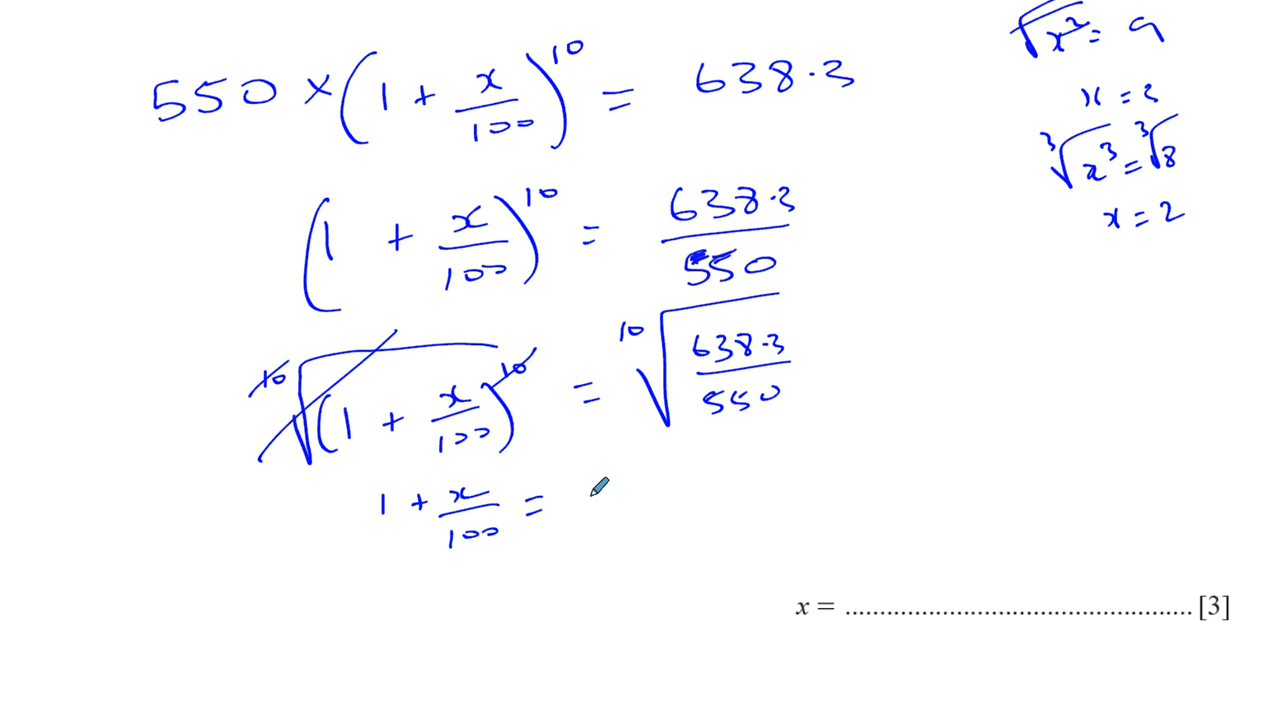 550 × (1 + x/100)^10 = 638.3
(1 + x/100)^10 = 638.3/550
10√(1 + x/100)^10 = 10√638.3/550
1 + x/100 =
x = .................................................. [3]
√x² = 9
x = 3
3√x³ = 3√8
x = 2